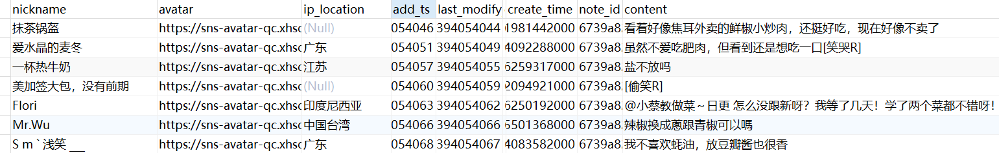 nickname avatar ip_location add_ts last_modify create_time note_id content
抹茶锅盔 https://sns-avatar-qc.xhsc (Null) 054046 394054044 1981442000 6739a8 看着好像焦耳外卖的鲜椒小炒肉，还挺好吃，现在好像不卖了
爱水晶的麦冬 https://sns-avatar-qc.xhsc 广东 054051 394054049 4092288000 6739a8 虽然不爱吃肥肉，但看到还是想吃一口[笑哭R]
一杯热牛奶 https://sns-avatar-qc.xhsc 江苏 054057 394054055 6259317000 6739a8 盐不放吗
美加签大包，没有前期 https://sns-avatar-qc.xhsc (Null) 054060 394054059 2094921000 6739a8 [偷笑R]
Flori https://sns-avatar-qc.xhsc 印度尼西亚 054063 394054062 6250192000 6739a8 @小蔡教做菜～日更 怎么没跟新呀？我等了几天！学了两个菜都不错呀！
Mr.Wu https://sns-avatar-qc.xhsc 中国台湾 054066 394054066 6501368000 6739a8 辣椒換成蔥跟青椒可以嗎
S m ` 浅笑 __ https://sns-avatar-qc.xhsc 广东 054068 394054067 4083582000 6739a8 我不喜欢蚝油，放豆瓣酱也很香